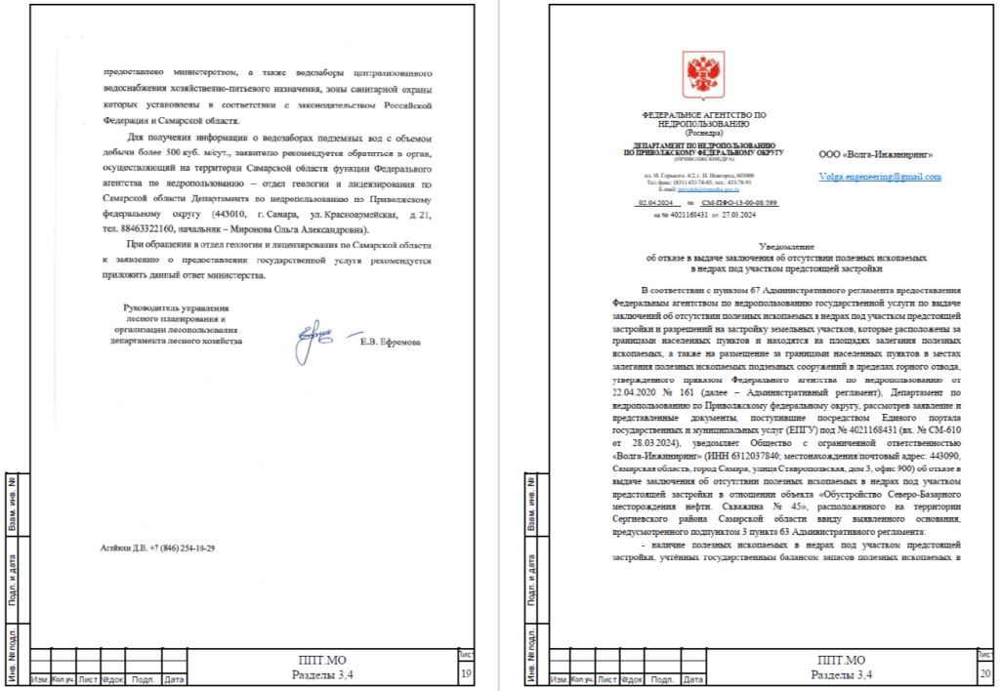 предоставлено министерством, а также водозаборы централизованного
водоснабжения хозяйственно-питьевого назначения, зоны санитарной охраны
которых установлены в соответствии с законодательством Российской
Федерации и Самарской области.
Для получения информации о водозаборах подземных вод с объемом
добычи более 500 куб. м/сут., заявителю рекомендуется обратиться в орган,
осуществляющий на территории Самарской области функции Федерального
агентства по недропользованию – отдел геологии и лицензирования по
Самарской области Департамента по недропользованию по Приволжскому
федеральному округу (443010, г. Самара, ул. Красноармейская, д. 21,
тел. 88463322160, начальник – Миронова Ольга Александровна).
При обращении в отдел геологии и лицензирования по Самарской области
к заявлению о предоставлении государственной услуги рекомендуется
приложить данный ответ министерства.
Руководитель управления
лесного планирования и
организации лесопользования
департамента лесного хозяйства
Е.В. Ефремова
Агейкин Д.В. +7 (846) 254-10-29
Взам. инв. №
Подп. и дата
Инв. № подл.
Изм. Кол.уч. Лист №док. Подп. Дата
ППТ.МО
Разделы 3,4
Лист
19
ФЕДЕРАЛЬНОЕ АГЕНТСТВО ПО
НЕДРОПОЛЬЗОВАНИЮ
(Роснедра)
ДЕПАРТАМЕНТ ПО НЕДРОПОЛЬЗОВАНИЮ
ПО ПРИВОЛЖСКОМУ ФЕДЕРАЛЬНОМУ ОКРУГУ
(ПРИВОЛЖСКНЕДРА)
пл. М. Горького, 4/2, г. Н. Новгород, 603000
Тел./факс: (831) 433-74-03, тел.: 433-78-91
E-mail: privolzh@rosnedra.gov.ru
02.04.2024 № СМ-ПФО-13-00-08/599
на № 4021168431 от 27.03.2024
ООО «Волга-Инжиниринг»
Volga.engeneering@gmail.com
Уведомление
об отказе в выдаче заключения об отсутствии полезных ископаемых
в недрах под участком предстоящей застройки
В соответствии с пунктом 67 Административного регламента предоставления
Федеральным агентством по недропользованию государственной услуги по выдаче
заключений об отсутствии полезных ископаемых в недрах под участком предстоящей
застройки и разрешений на застройку земельных участков, которые расположены за
границами населенных пунктов и находятся на площадях залегания полезных
ископаемых, а также на размещение за границами населенных пунктов в местах
залегания полезных ископаемых подземных сооружений в пределах горного отвода,
утвержденного приказом Федерального агентства по недропользованию от
22.04.2020 № 161 (далее – Административный регламент), Департамент по
недропользованию по Приволжскому федеральному округу, рассмотрев заявление и
представленные документы, поступившие посредством Единого портала
государственных и муниципальных услуг (ЕПГУ) под № 4021168431 (вх. № СМ-610
от 28.03.2024), уведомляет Общество с ограниченной ответственностью
«Волга-Инжиниринг» (ИНН 6312037840; местонахождения/почтовый адрес: 443090,
Самарская область, город Самара, улица Ставропольская, дом 3, офис 900) об отказе в
выдаче заключения об отсутствии полезных ископаемых в недрах под участком
предстоящей застройки в отношении объекта «Обустройство Северо-Базарного
месторождения нефти. Скважина № 45», расположенного на территории
Сергиевского района Самарской области ввиду выявленного основания,
предусмотренного подпунктом 3 пункта 63 Административного регламента:
- наличие полезных ископаемых в недрах под участком предстоящей
застройки, учтённых государственным балансом запасов полезных ископаемых в
Взам. инв. №
Подп. и дата
Инв. № подл.
Изм. Кол.уч. Лист №док. Подп. Дата
ППТ.МО
Разделы 3,4
Лист
20